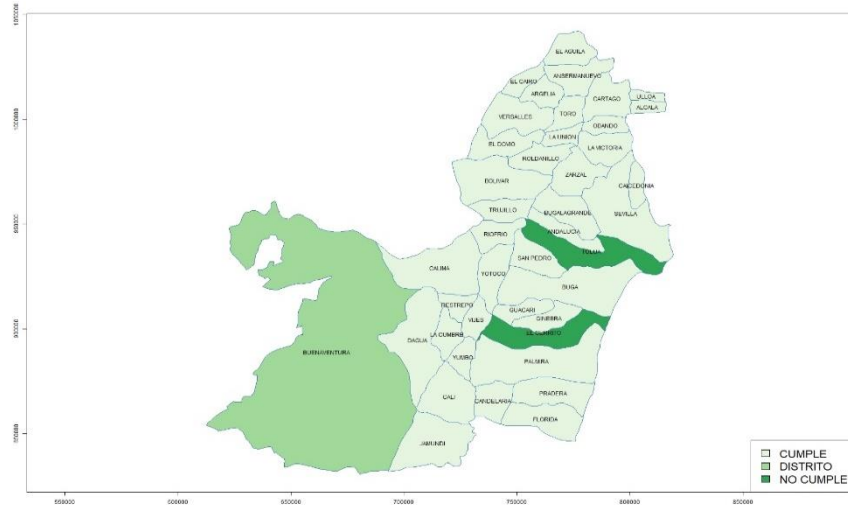 EL AGUILA
ANSERMANUEVO
EL CAIRO
ARGELIA
CARTAGO
ULLOA
ALCALA
TORO
VERSALLES
OBANDO
LA UNION
EL DOVIO
LA VICTORIA
ROLDANILLO
ZARZAL
BOLIVAR
CAICEDONIA
TRUJILLO
BUGALAGRANDE
SEVILLA
ANDALUCIA
RIOFRIO
TULUA
SAN PEDRO
CALIMA
YOTOCO
BUGA
RESTREPO
GUACARI
GINEBRA
VIJES
EL CERRITO
LA CUMBRE
DAGUA
BUENAVENTURA
YUMBO
PALMIRA
CALI
CANDELARIA
PRADERA
FLORIDA
JAMUNDI
CUMPLE
DISTRITO
NO CUMPLE
550000
600000
650000
700000
750000
800000
850000